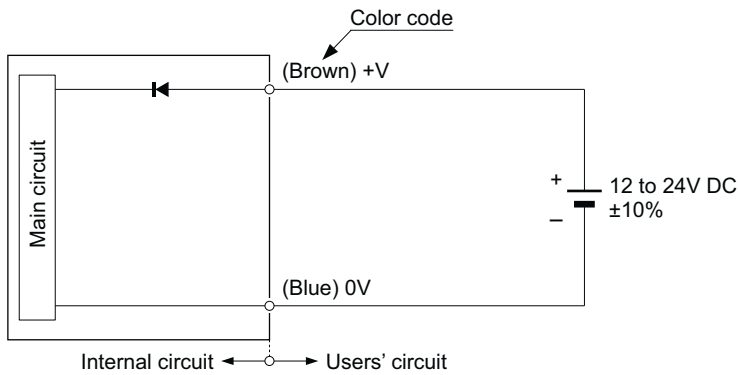 Color code
(Brown) +V
Main circuit
+
12 to 24V DC
–
±10%
(Blue) 0V
Internal circuit
Users' circuit